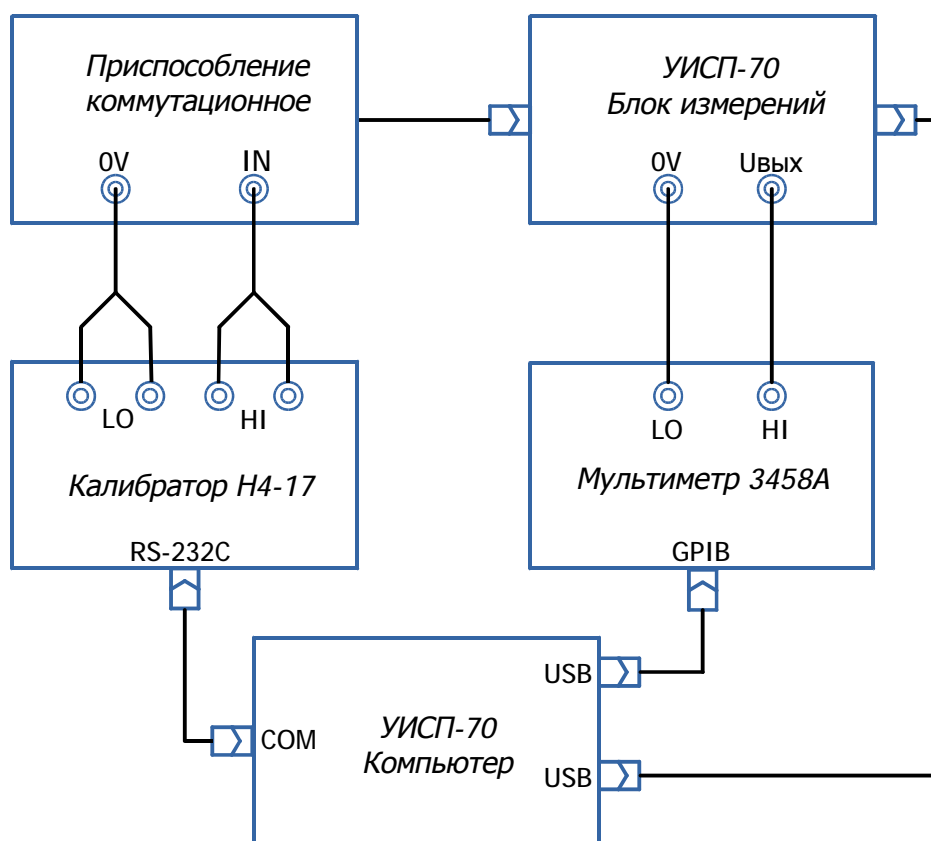 Приспособление
коммутационное
0V
IN
УИСП-70
Блок измерений
0V
Uвых
LO
HI
Калибратор Н4-17
RS-232C
LO
HI
Мультиметр 3458А
GPIB
USB
COM
УИСП-70
Компьютер
USB